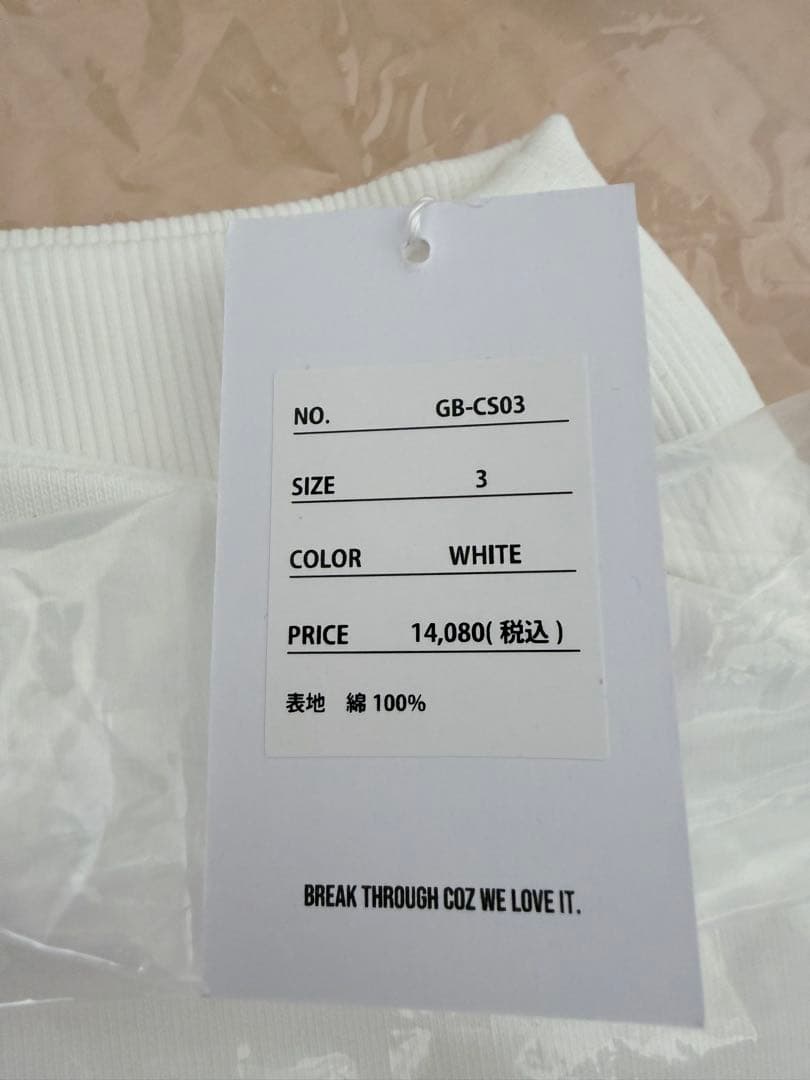 NO. GB-CS03
SIZE 3
COLOR WHITE
PRICE 14,080( 税込 )
表地 綿 100%
BREAK THROUGH COZ WE LOVE IT.